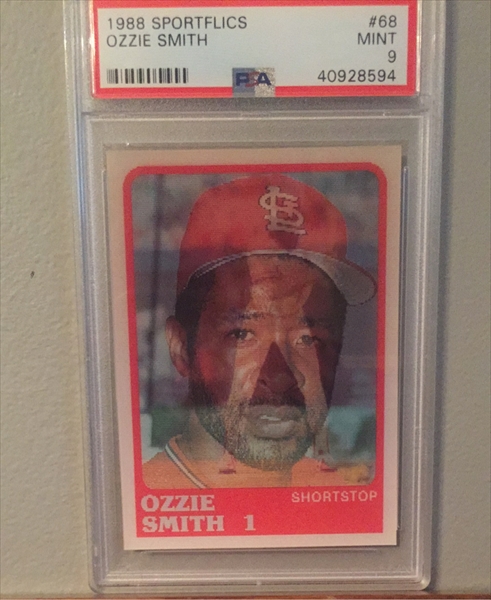 1988 SPORTFLICS #68
OZZIE SMITH MINT
9
PSA 40928594
StL
SHORTSTOP
OZZIE
SMITH 1